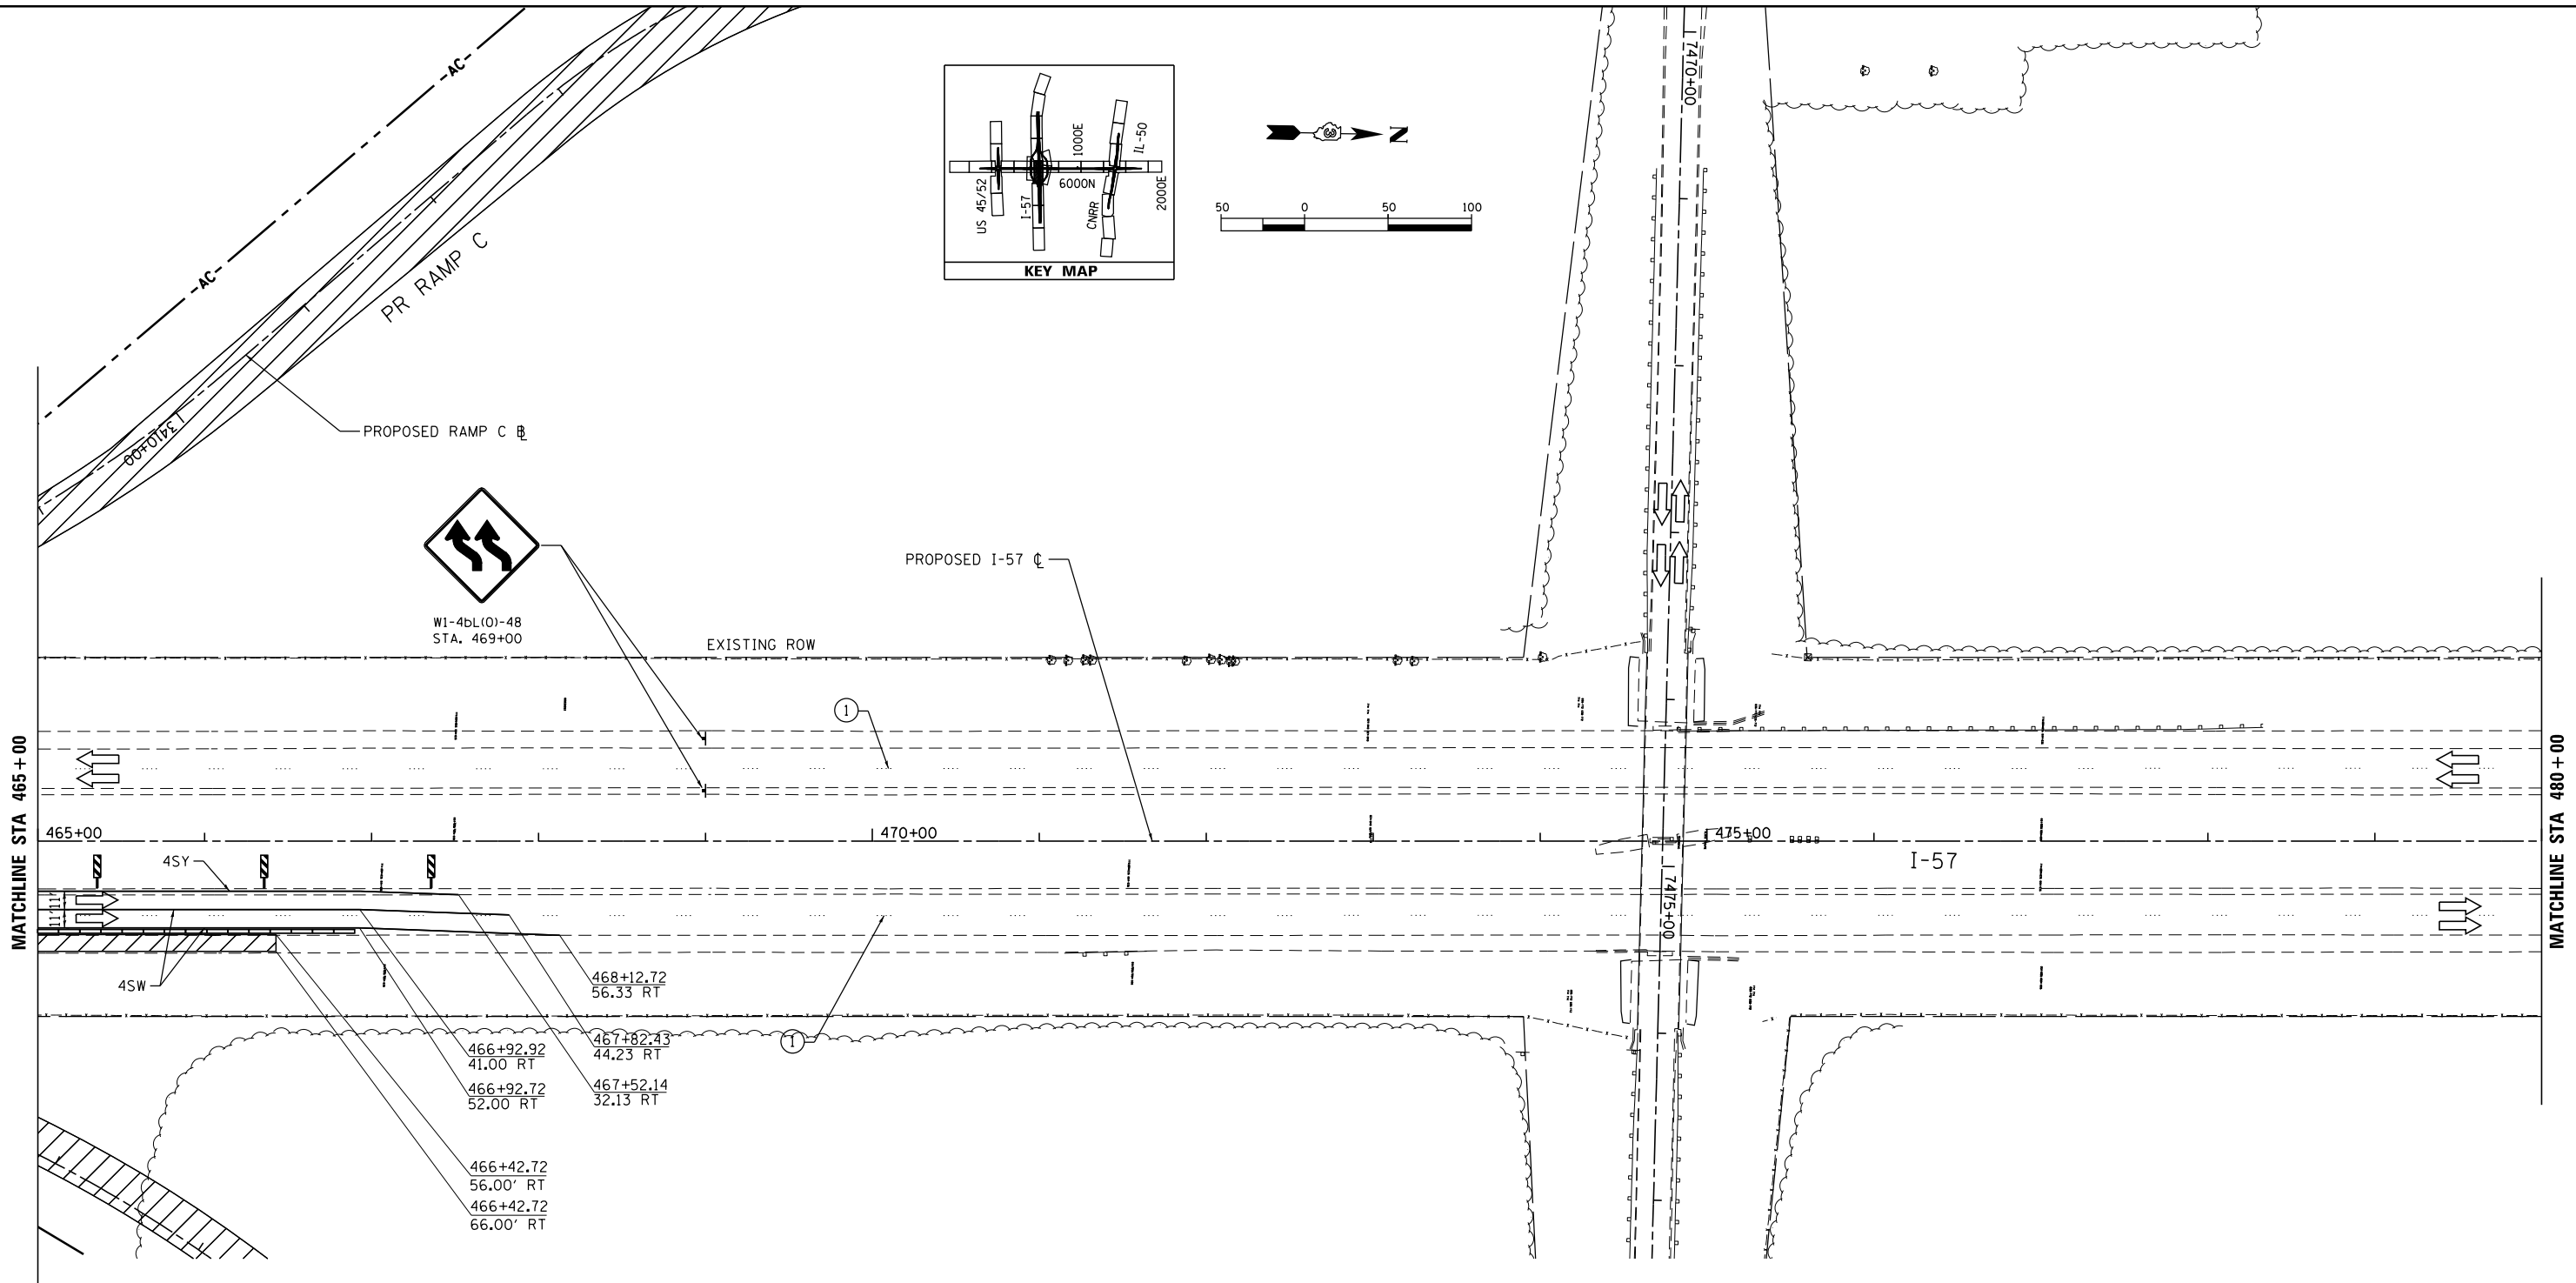 -AC-
-AC-
PR RAMP C
PROPOSED RAMP C ℄
3410+00
US 45/52
I-57
1000E
6000N
CNRR
IL-50
2000E
KEY MAP
3
N
50 0 50 100
7470+00
W1-4bL(O)-48
STA. 469+00
PROPOSED I-57 ℄
EXISTING ROW
1
MATCHLINE STA 465+00
465+00
470+00
475+00
I-57
MATCHLINE STA 480+00
4SY
11'
11'
4SW
7475+00
1
468+12.72
56.33 RT
467+82.43
44.23 RT
467+52.14
32.13 RT
466+92.92
41.00 RT
466+92.72
52.00 RT
466+42.72
56.00' RT
466+42.72
66.00' RT